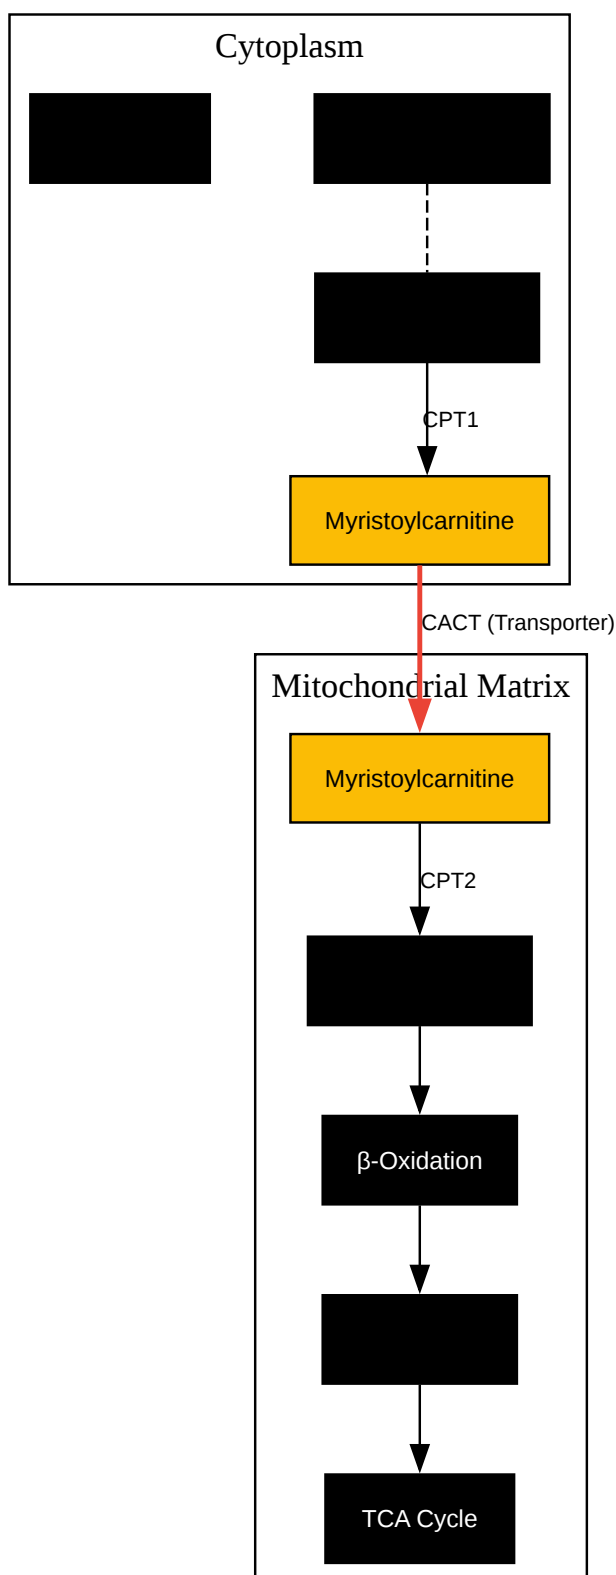 Cytoplasm
CPT1
Myristoylcarnitine
CACT (Transporter)
Mitochondrial Matrix
Myristoylcarnitine
CPT2
β-Oxidation
TCA Cycle